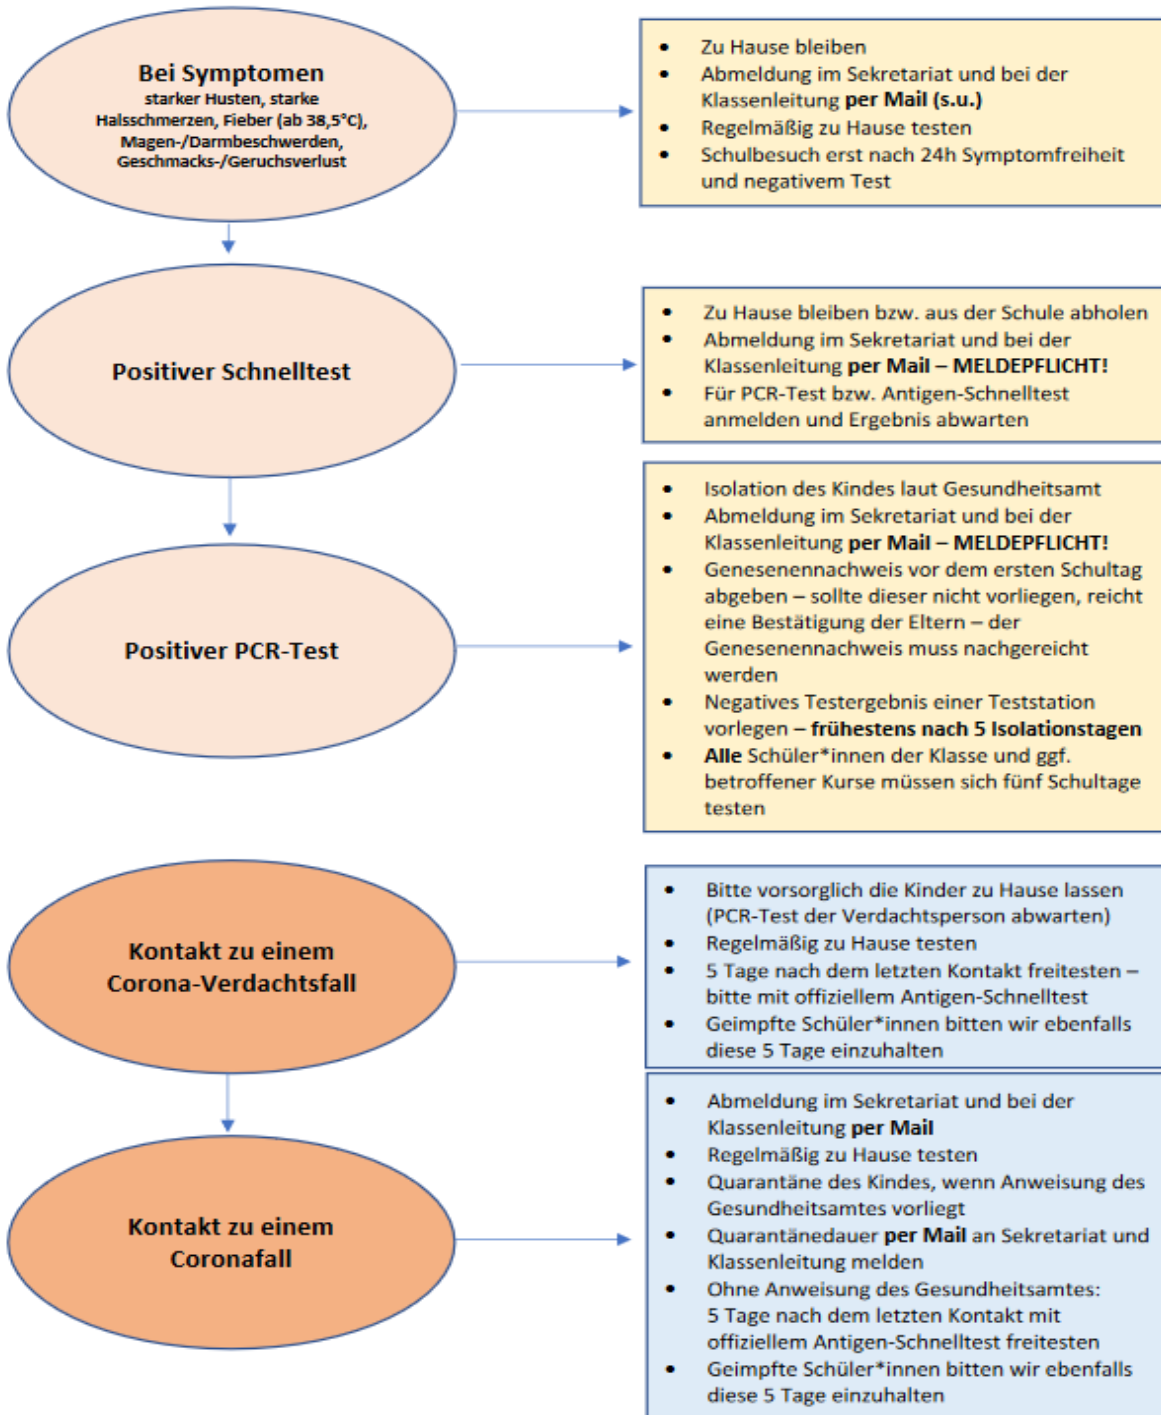 Bei Symptomen
starker Husten, starke
Halsschmerzen, Fieber (ab 38,5°C),
Magen-/Darmbeschwerden,
Geschmacks-/Geruchsverlust
• Zu Hause bleiben
• Abmeldung im Sekretariat und bei der
Klassenleitung per Mail (s.u.)
• Regelmäßig zu Hause testen
• Schulbesuch erst nach 24h Symptomfreiheit
und negativem Test
Positiver Schnelltest
• Zu Hause bleiben bzw. aus der Schule abholen
• Abmeldung im Sekretariat und bei der
Klassenleitung per Mail – MELDEPFLICHT!
• Für PCR-Test bzw. Antigen-Schnelltest
anmelden und Ergebnis abwarten
Positiver PCR-Test
• Isolation des Kindes laut Gesundheitsamt
• Abmeldung im Sekretariat und bei der
Klassenleitung per Mail – MELDEPFLICHT!
• Genesenennachweis vor dem ersten Schultag
abgeben – sollte dieser nicht vorliegen, reicht
eine Bestätigung der Eltern – der
Genesenennachweis muss nachgereicht
werden
• Negatives Testergebnis einer Teststation
vorlegen – frühestens nach 5 Isolationstagen
• Alle Schüler*innen der Klasse und ggf.
betroffener Kurse müssen sich fünf Schultage
testen
Kontakt zu einem
Corona-Verdachtsfall
• Bitte vorsorglich die Kinder zu Hause lassen
(PCR-Test der Verdachtsperson abwarten)
• Regelmäßig zu Hause testen
• 5 Tage nach dem letzten Kontakt freitesten –
bitte mit offiziellem Antigen-Schnelltest
• Geimpfte Schüler*innen bitten wir ebenfalls
diese 5 Tage einzuhalten
Kontakt zu einem
Coronafall
• Abmeldung im Sekretariat und bei der
Klassenleitung per Mail
• Regelmäßig zu Hause testen
• Quarantäne des Kindes, wenn Anweisung des
Gesundheitsamtes vorliegt
• Quarantänedauer per Mail an Sekretariat und
Klassenleitung melden
• Ohne Anweisung des Gesundheitsamtes:
5 Tage nach dem letzten Kontakt mit
offiziellem Antigen-Schnelltest freitesten
• Geimpfte Schüler*innen bitten wir ebenfalls
diese 5 Tage einzuhalten